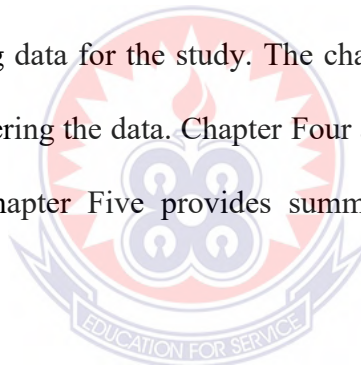 g data for the study. The cha
ering the data. Chapter Four
hapter Five provides summ
EDUCATION FOR SERVICE